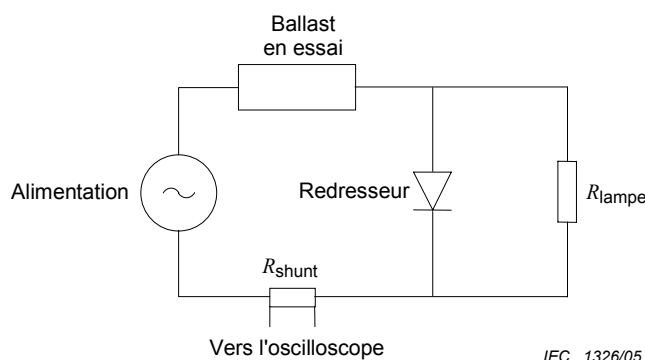 Ballast
en essai
Alimentation
Redresseur
Rlampe
Rshunt
Vers l'oscilloscope
IEC 1326/05